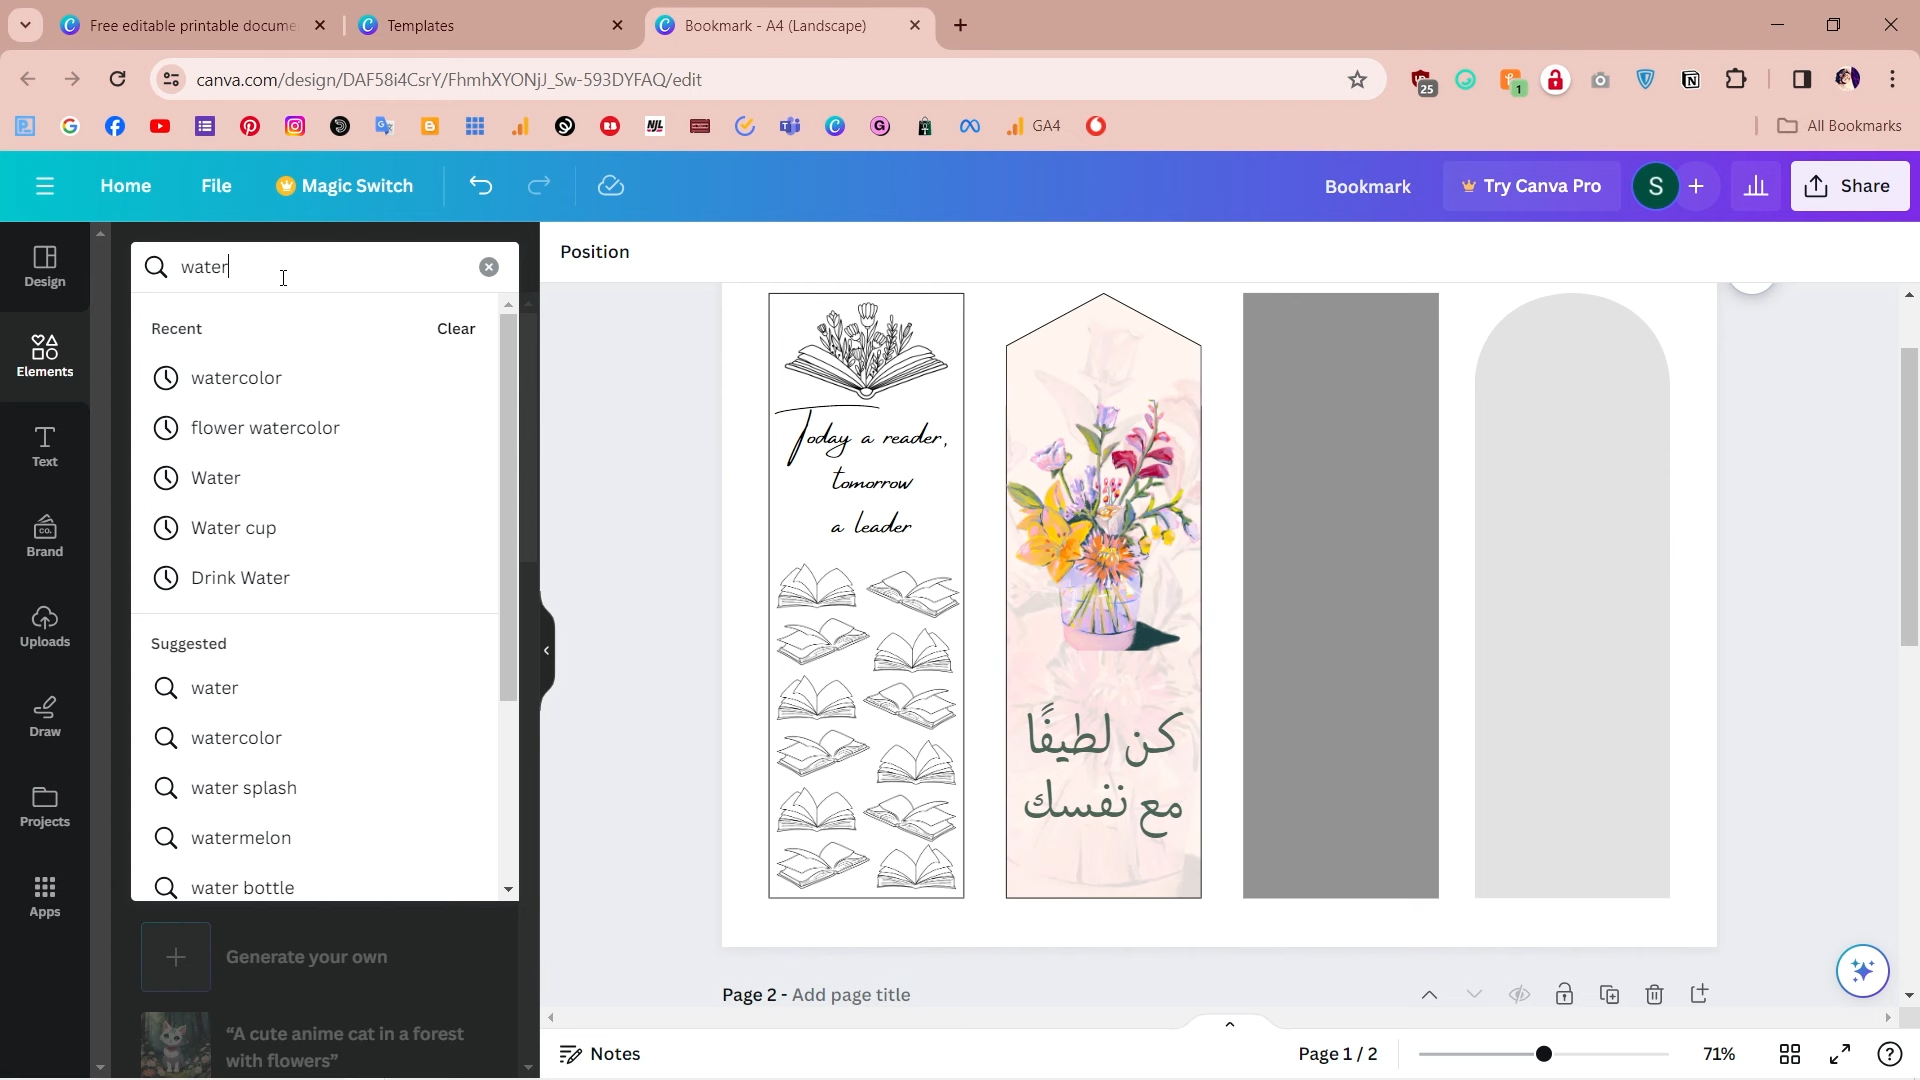 Free editable printable docume
Templates
Bookmark - A4 (Landscape)
canva.com/design/DAF58i4CsrY/FhmhXYONjJ_Sw-593DYFAQ/edit
25
1
NJL
GA4
All Bookmarks
Home
File
Magic Switch
Bookmark
Try Canva Pro
S
Share
Design
Elements
Text
Brand
Uploads
Draw
Projects
Apps
water
Recent
Clear
watercolor
flower watercolor
Water
Water cup
Drink Water
Suggested
water
watercolor
water splash
watermelon
water bottle
Generate your own
“A cute anime cat in a forest
with flowers”
Position
Today a reader,
tomorrow
a leader
كن لطيفًا
مع نفسك
Page 2 - Add page title
Notes
Page 1 / 2
71%